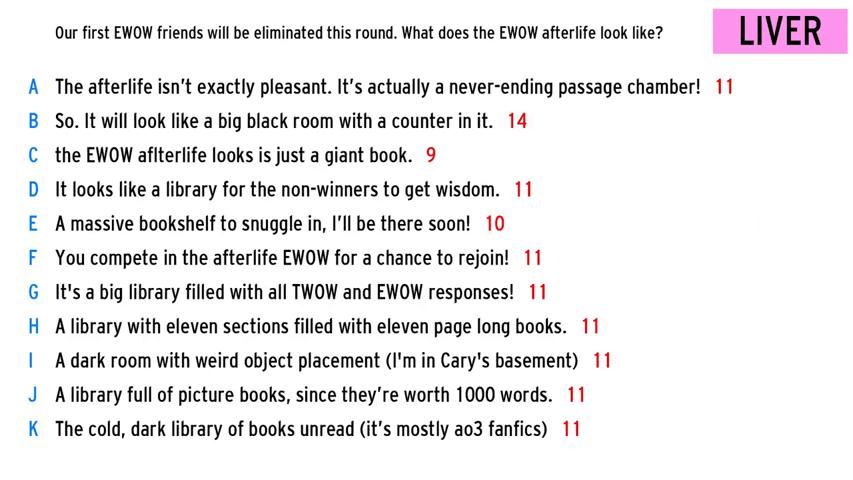 Our first EWOW friends will be eliminated this round. What does the EWOW afterlife look like?
LIVER
A The afterlife isn’t exactly pleasant. It’s actually a never-ending passage chamber! 11
B So. It will look like a big black room with a counter in it. 14
C the EWOW aflterlife looks is just a giant book. 9
D It looks like a library for the non-winners to get wisdom. 11
E A massive bookshelf to snuggle in, I’ll be there soon! 10
F You compete in the afterlife EWOW for a chance to rejoin! 11
G It's a big library filled with all TWOW and EWOW responses! 11
H A library with eleven sections filled with eleven page long books. 11
I A dark room with weird object placement (I'm in Cary's basement) 11
J A library full of picture books, since they’re worth 1000 words. 11
K The cold, dark library of books unread (it’s mostly ao3 fanfics) 11